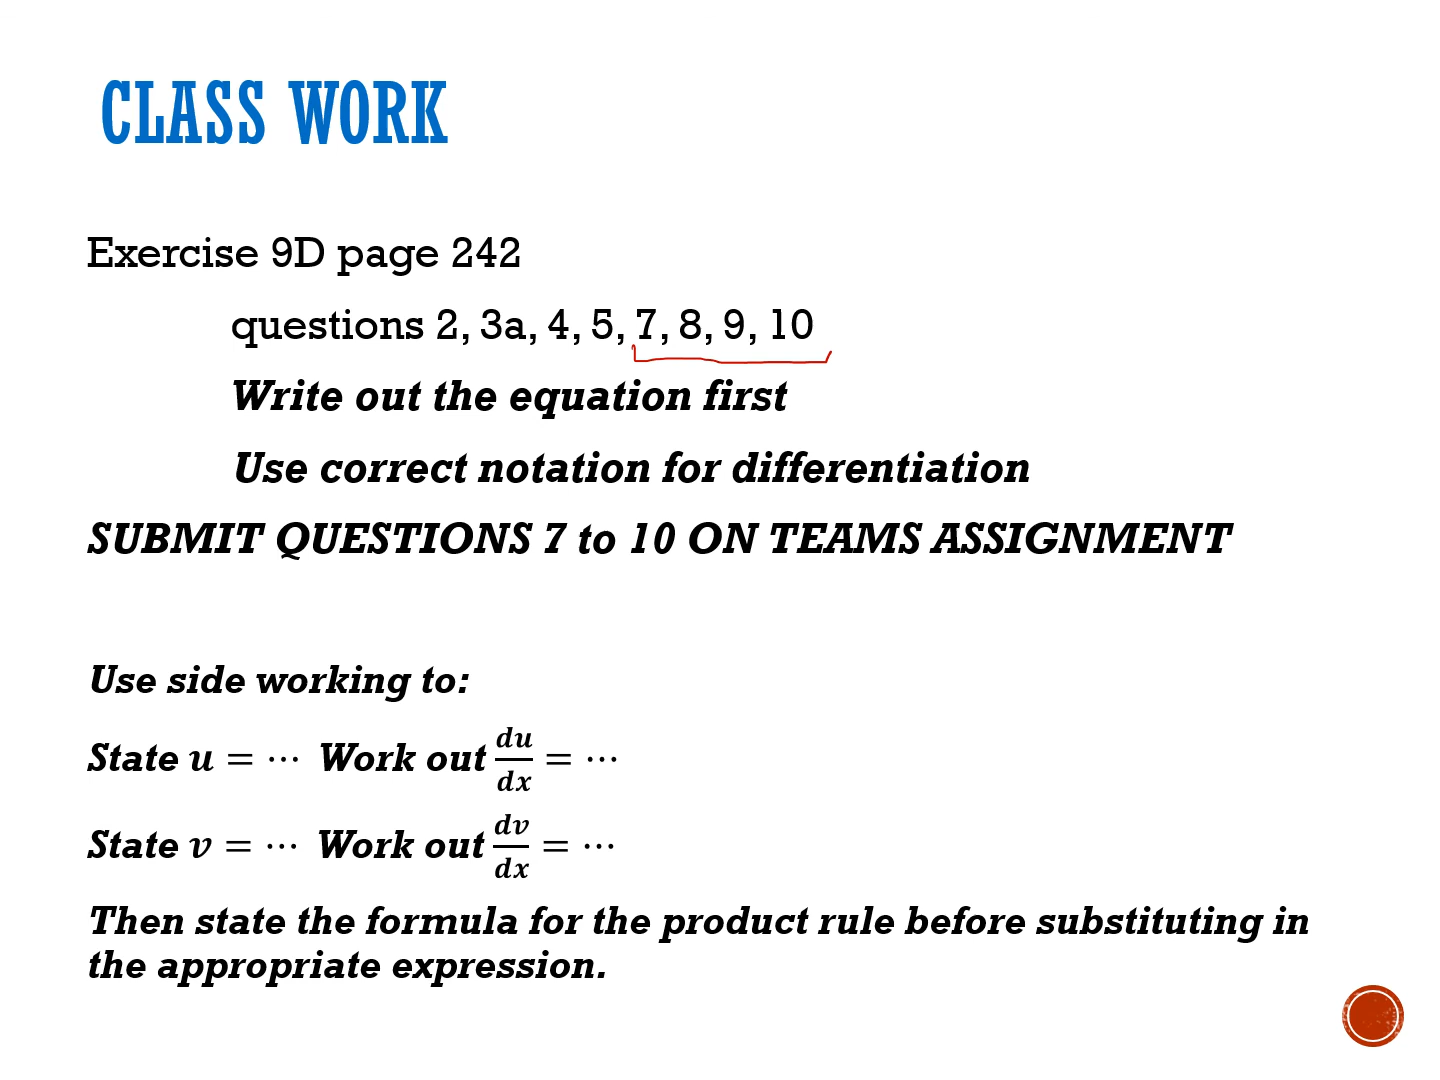 CLASS WORK
Exercise 9D page 242
questions 2, 3a, 4, 5, 7, 8, 9, 10
Write out the equation first
Use correct notation for differentiation
SUBMIT QUESTIONS 7 to 10 ON TEAMS ASSIGNMENT
Use side working to:
State u = ⋯ Work out du/dx = ⋯
State v = ⋯ Work out dv/dx = ⋯
Then state the formula for the product rule before substituting in
the appropriate expression.